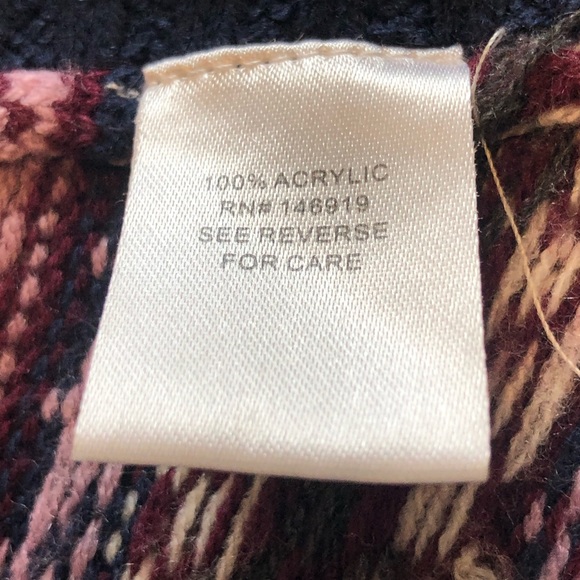 100% ACRYLIC
RN# 146919
SEE REVERSE
FOR CARE